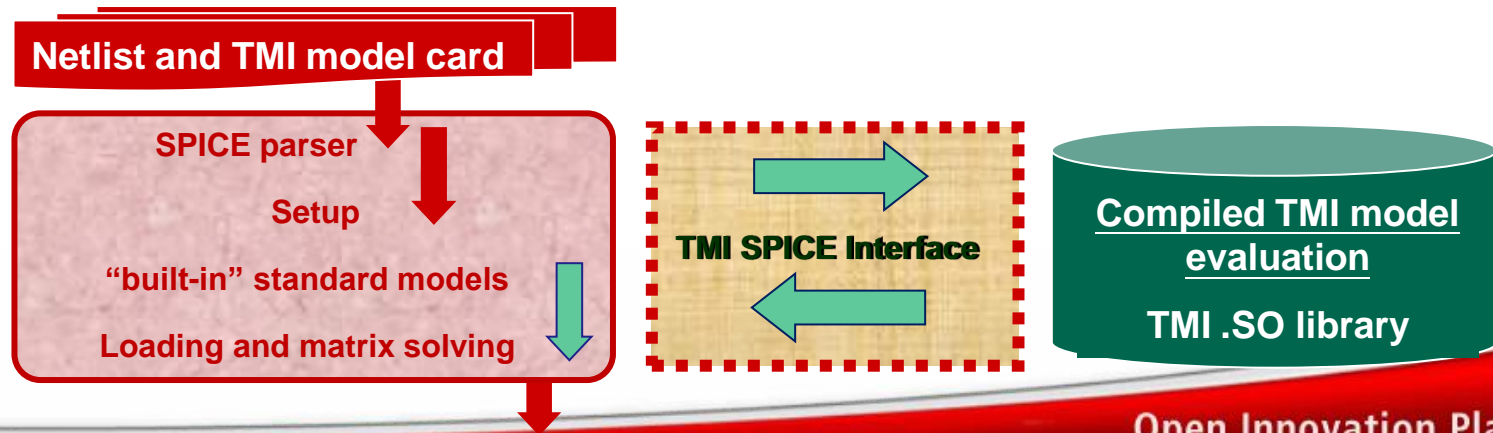 Netlist and TMI model card
SPICE parser
Setup
“built-in” standard models
Loading and matrix solving
TMI SPICE Interface
Compiled TMI model
evaluation
TMI .SO library
Open Innovation Pla